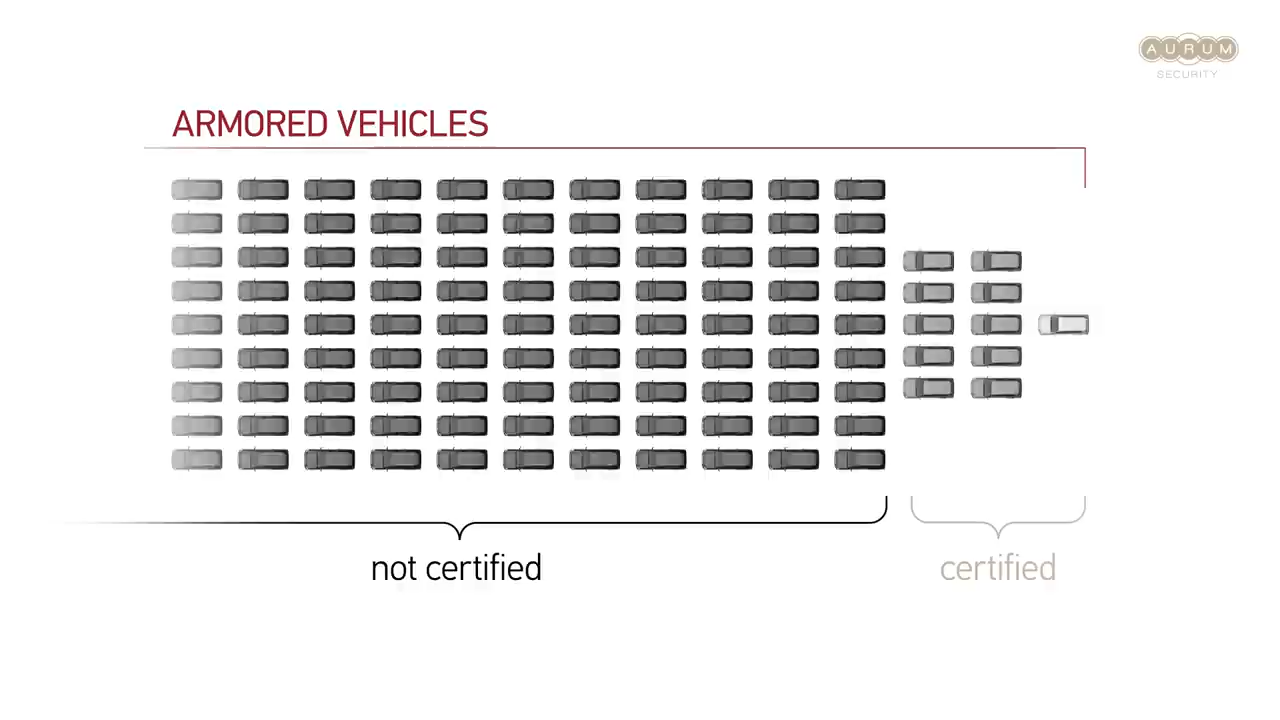 AURUM
SECURITY
ARMORED VEHICLES
not certified
certified